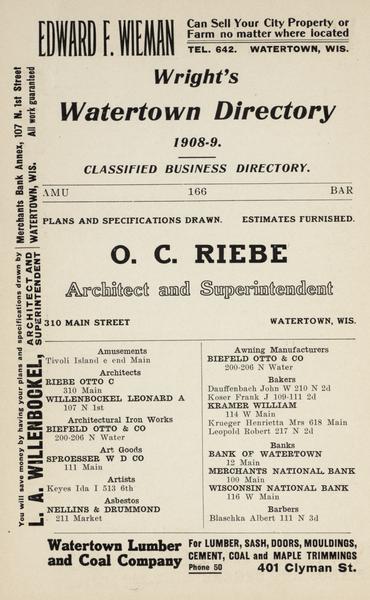 EDWARD F. WIEMAN
Can Sell Your City Property or
Farm no matter where located
TEL. 642. WATERTOWN, WIS.
Wright's
Watertown Directory
1908-9.
CLASSIFIED BUSINESS DIRECTORY.
AMU 166 BAR
PLANS AND SPECIFICATIONS DRAWN. ESTIMATES FURNISHED.
O. C. RIEBE
Architect and Superintendent
310 MAIN STREET WATERTOWN, WIS.
Amusements
Tivoli Island e end Main
Architects
RIEBE OTTO C
310 Main
WILLENBOCKEL LEONARD A
107 N 1st
Architectural Iron Works
BIEFELD OTTO & CO
200-206 N Water
Art Goods
SPROESSER W D CO
111 Main
Artists
Keyes Ida I 513 6th
Asbestos
NELLINS & DRUMMOND
211 Market
Awning Manufacturers
BIEFELD OTTO & CO
200-206 N Water
Bakers
Dauffenbach John W 210 N 2d
Koser Frank J 109-111 2d
KRAMER WILLIAM
114 W Main
Krueger Henrietta Mrs 618 Main
Leopold Robert 217 N 2d
Banks
BANK OF WATERTOWN
12 Main
MERCHANTS NATIONAL BANK
100 Main
WISCONSIN NATIONAL BANK
116 W Main
Barbers
Blaschka Albert 111 N 3d
You will save money by having your plans and specifications drawn by
L. A. WILLENBOCKEL,
ARCHITECT AND
SUPERINTENDENT
Merchants Bank Annex, 107 N. 1st Street
WATERTOWN, WIS. All work guaranteed
Watertown Lumber
and Coal Company
For LUMBER, SASH, DOORS, MOULDINGS,
CEMENT, COAL and MAPLE TRIMMINGS
Phone 50 401 Clyman St.